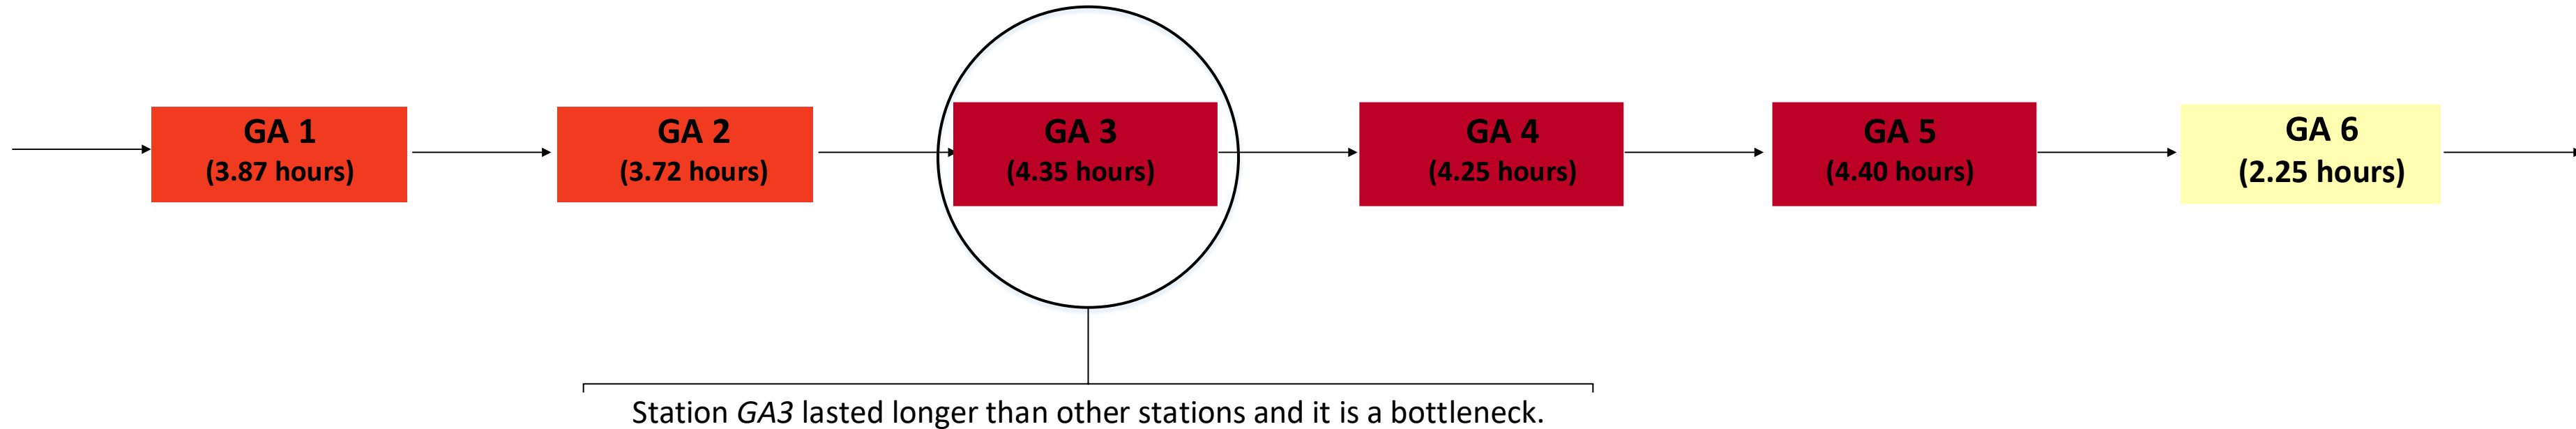 GA 1
(3.87 hours)
GA 2
(3.72 hours)
GA 3
(4.35 hours)
GA 4
(4.25 hours)
GA 5
(4.40 hours)
GA 6
(2.25 hours)
Station GA3 lasted longer than other stations and it is a bottleneck.